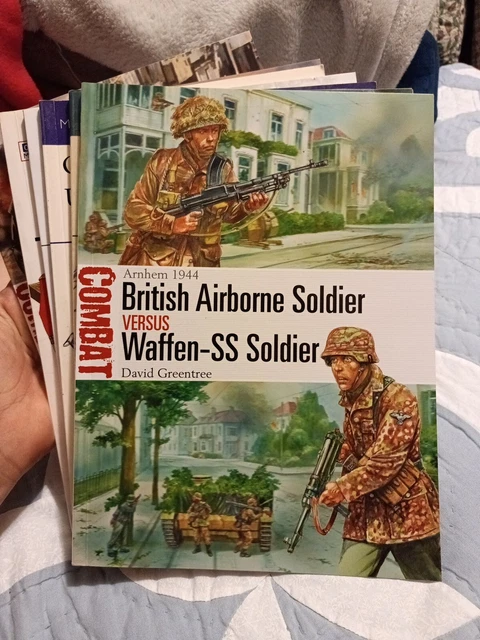 COMBAT
Arnhem 1944
British Airborne Soldier
VERSUS
Waffen-SS Soldier
David Greentree